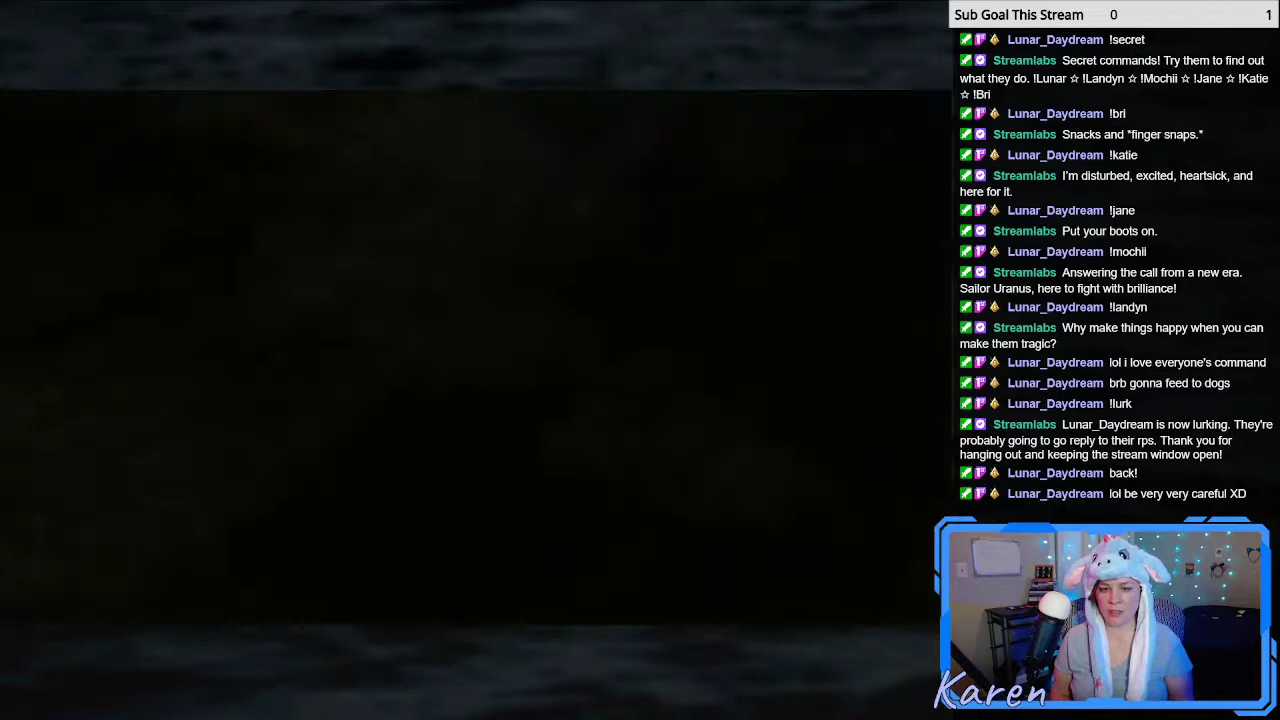 Sub Goal This Stream 0 1
Lunar_Daydream !secret
Streamlabs Secret commands! Try them to find out
what they do. !Lunar ☆ !Landyn ☆ !Mochii ☆ !Jane ☆ !Katie
☆ !Bri
Lunar_Daydream !bri
Streamlabs Snacks and *finger snaps.*
Lunar_Daydream !katie
Streamlabs I'm disturbed, excited, heartsick, and
here for it.
Lunar_Daydream !jane
Streamlabs Put your boots on.
Lunar_Daydream !mochii
Streamlabs Answering the call from a new era.
Sailor Uranus, here to fight with brilliance!
Lunar_Daydream !landyn
Streamlabs Why make things happy when you can
make them tragic?
Lunar_Daydream lol i love everyone's command
Lunar_Daydream brb gonna feed to dogs
Lunar_Daydream !lurk
Streamlabs Lunar_Daydream is now lurking. They're
probably going to go reply to their rps. Thank you for
hanging out and keeping the stream window open!
Lunar_Daydream back!
Lunar_Daydream lol be very very careful XD
Karen